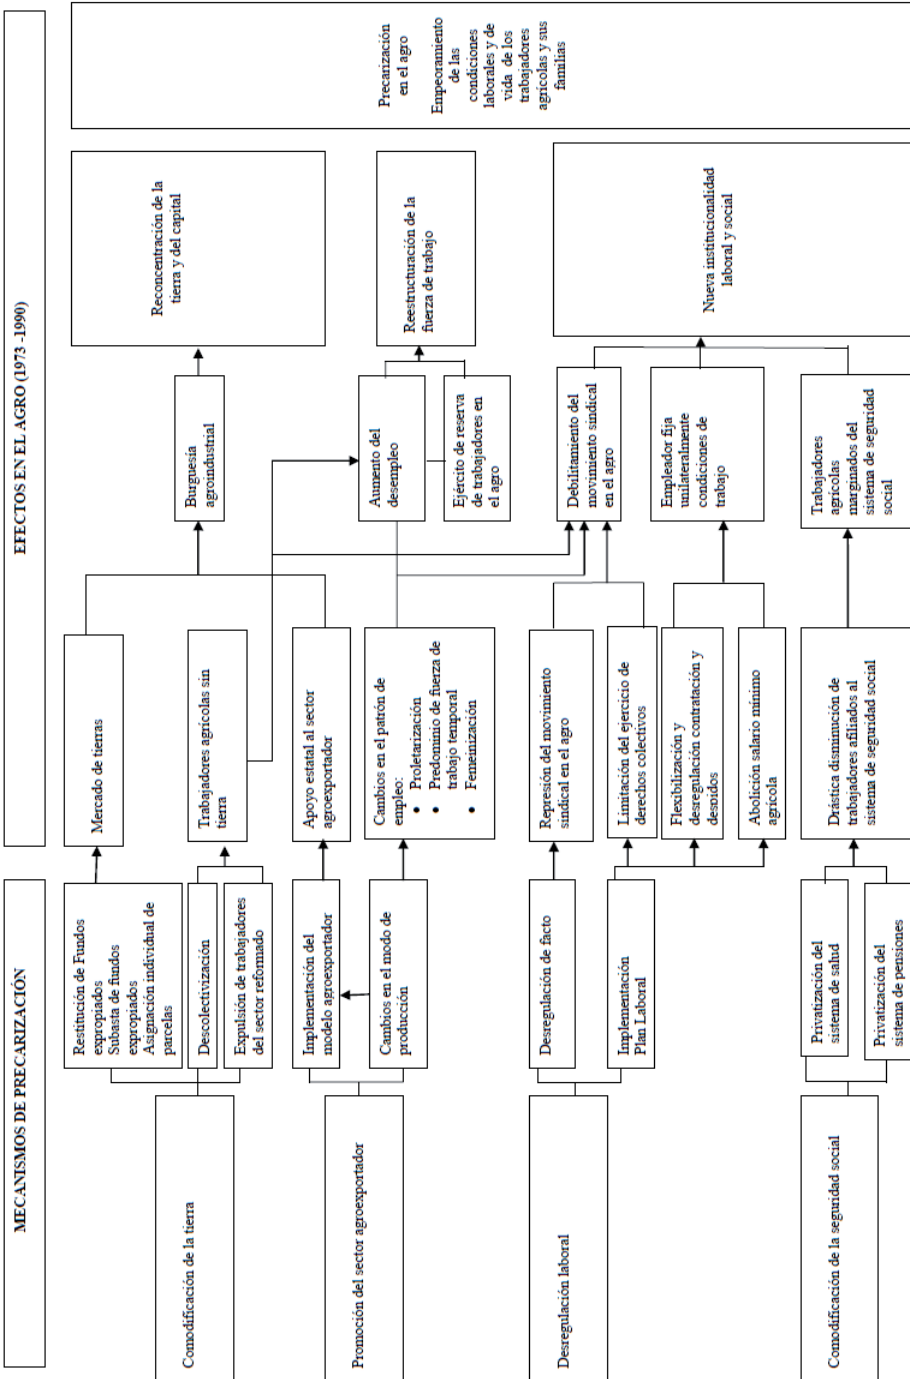 MECANISMOS DE PRECARIZACIÓN
EFECTOS EN EL AGRO (1973 -1990)
Comodificación de la tierra
Restitución de Fundos
expropiados
Subasta de fundos
expropiados
Asignación individual de
parcelas
Descolectivización
Expulsión de trabajadores
del sector reformado
Mercado de tierras
Trabajadores agrícolas sin
tierra
Burguesía
agroindustrial
Reconcentración de la
tierra y del capital
Promoción del sector agroexportador
Implementación del
modelo agroexportador
Cambios en el modo de
producción
Apoyo estatal al sector
agroexportador
Cambios en el patrón de
empleo:
• Proletarización
• Predominio de fuerza de
trabajo temporal
• Femeinización
Aumento del
desempleo
Ejército de reserva
de trabajadores en
el agro
Reestructuración de la
fuerza de trabajo
Desregulación laboral
Desregulación de facto
Implementación
Plan Laboral
Represión del movimiento
sindical en el agro
Limitación del ejercicio de
derechos colectivos
Flexibilización y
desregulación contratación y
despidos
Abolición salario mínimo
agrícola
Debilitamiento del
movimiento sindical
en el agro
Empleador fija
unilateralmente
condiciones de
trabajo
Comodificación de la seguridad social
Privatización del
sistema de salud
Privatización del
sistema de pensiones
Drástica disminución de
trabajadores afiliados al
sistema de seguridad social
Trabajadores
agrícolas
marginados del
sistema de seguridad
social
Nueva institucionalidad
laboral y social
Precarización
en el agro
Empeoramiento
de las
condiciones
laborales y de
vida de los
trabajadores
agrícolas y sus
familias